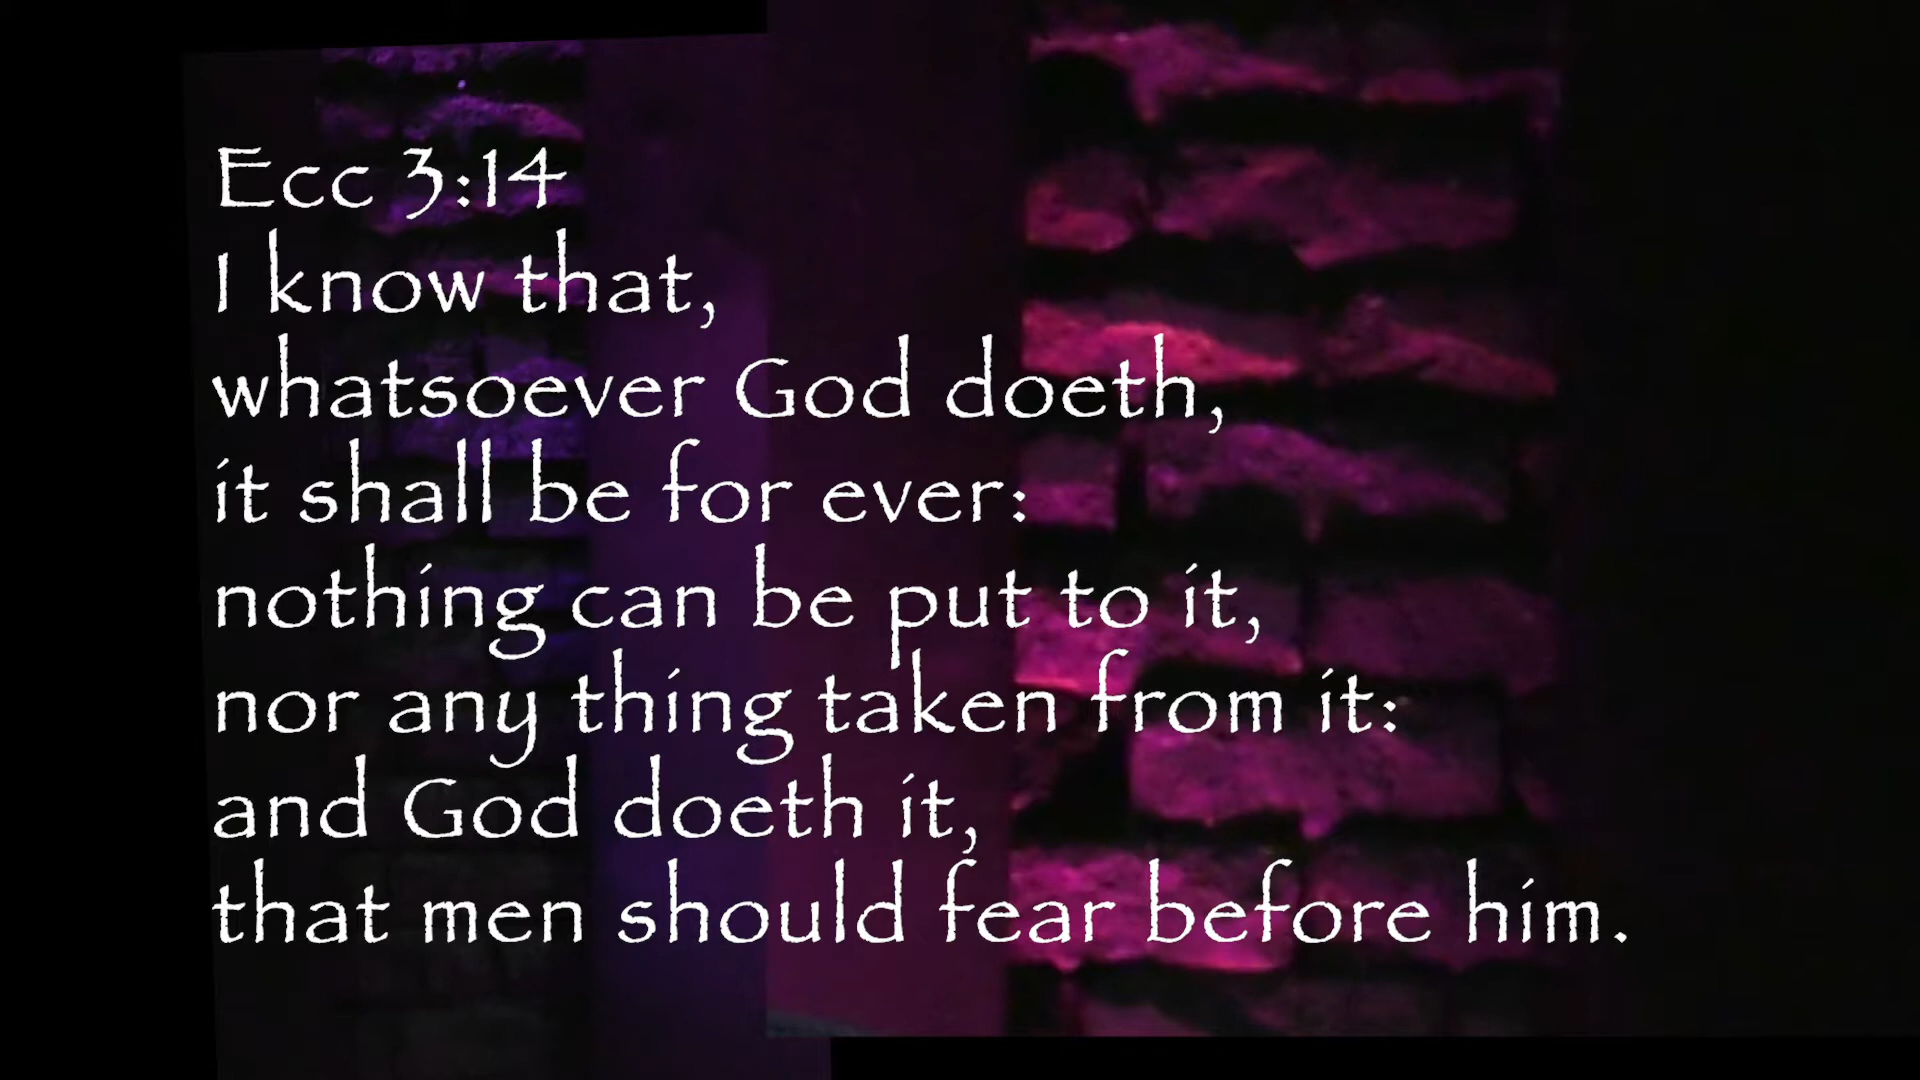 Ecc 3:14
I know that,
whatsoever God doeth,
it shall be for ever:
nothing can be put to it,
nor any thing taken from it:
and God doeth it,
that men should fear before him.